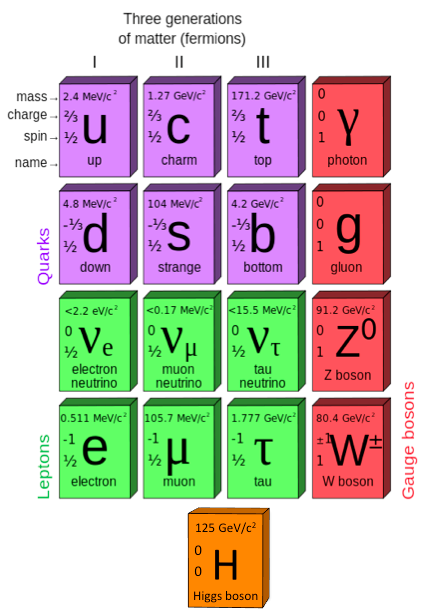 Three generations
of matter (fermions)
I II III
mass→ 2.4 MeV/c² 1.27 GeV/c² 171.2 GeV/c² 0
charge→ ⅔ u ⅔ c ⅔ t 0 γ
spin→ ½ ½ ½ 1
name→ up charm top photon
Quarks
4.8 MeV/c² 104 MeV/c² 4.2 GeV/c² 0
-⅓ d -⅓ s -⅓ b 0 g
½ ½ ½ 1
down strange bottom gluon
<2.2 eV/c² <0.17 MeV/c² <15.5 MeV/c² 91.2 GeV/c²
0 νe 0 νμ 0 ντ 0 Z⁰
½ ½ ½ 1
electron muon tau Z boson
neutrino neutrino neutrino
Leptons
0.511 MeV/c² 105.7 MeV/c² 1.777 GeV/c² 80.4 GeV/c²
-1 e -1 μ -1 τ ±1 W±
½ ½ ½ 1
electron muon tau W boson
Gauge bosons
125 GeV/c²
0
0 H
Higgs boson